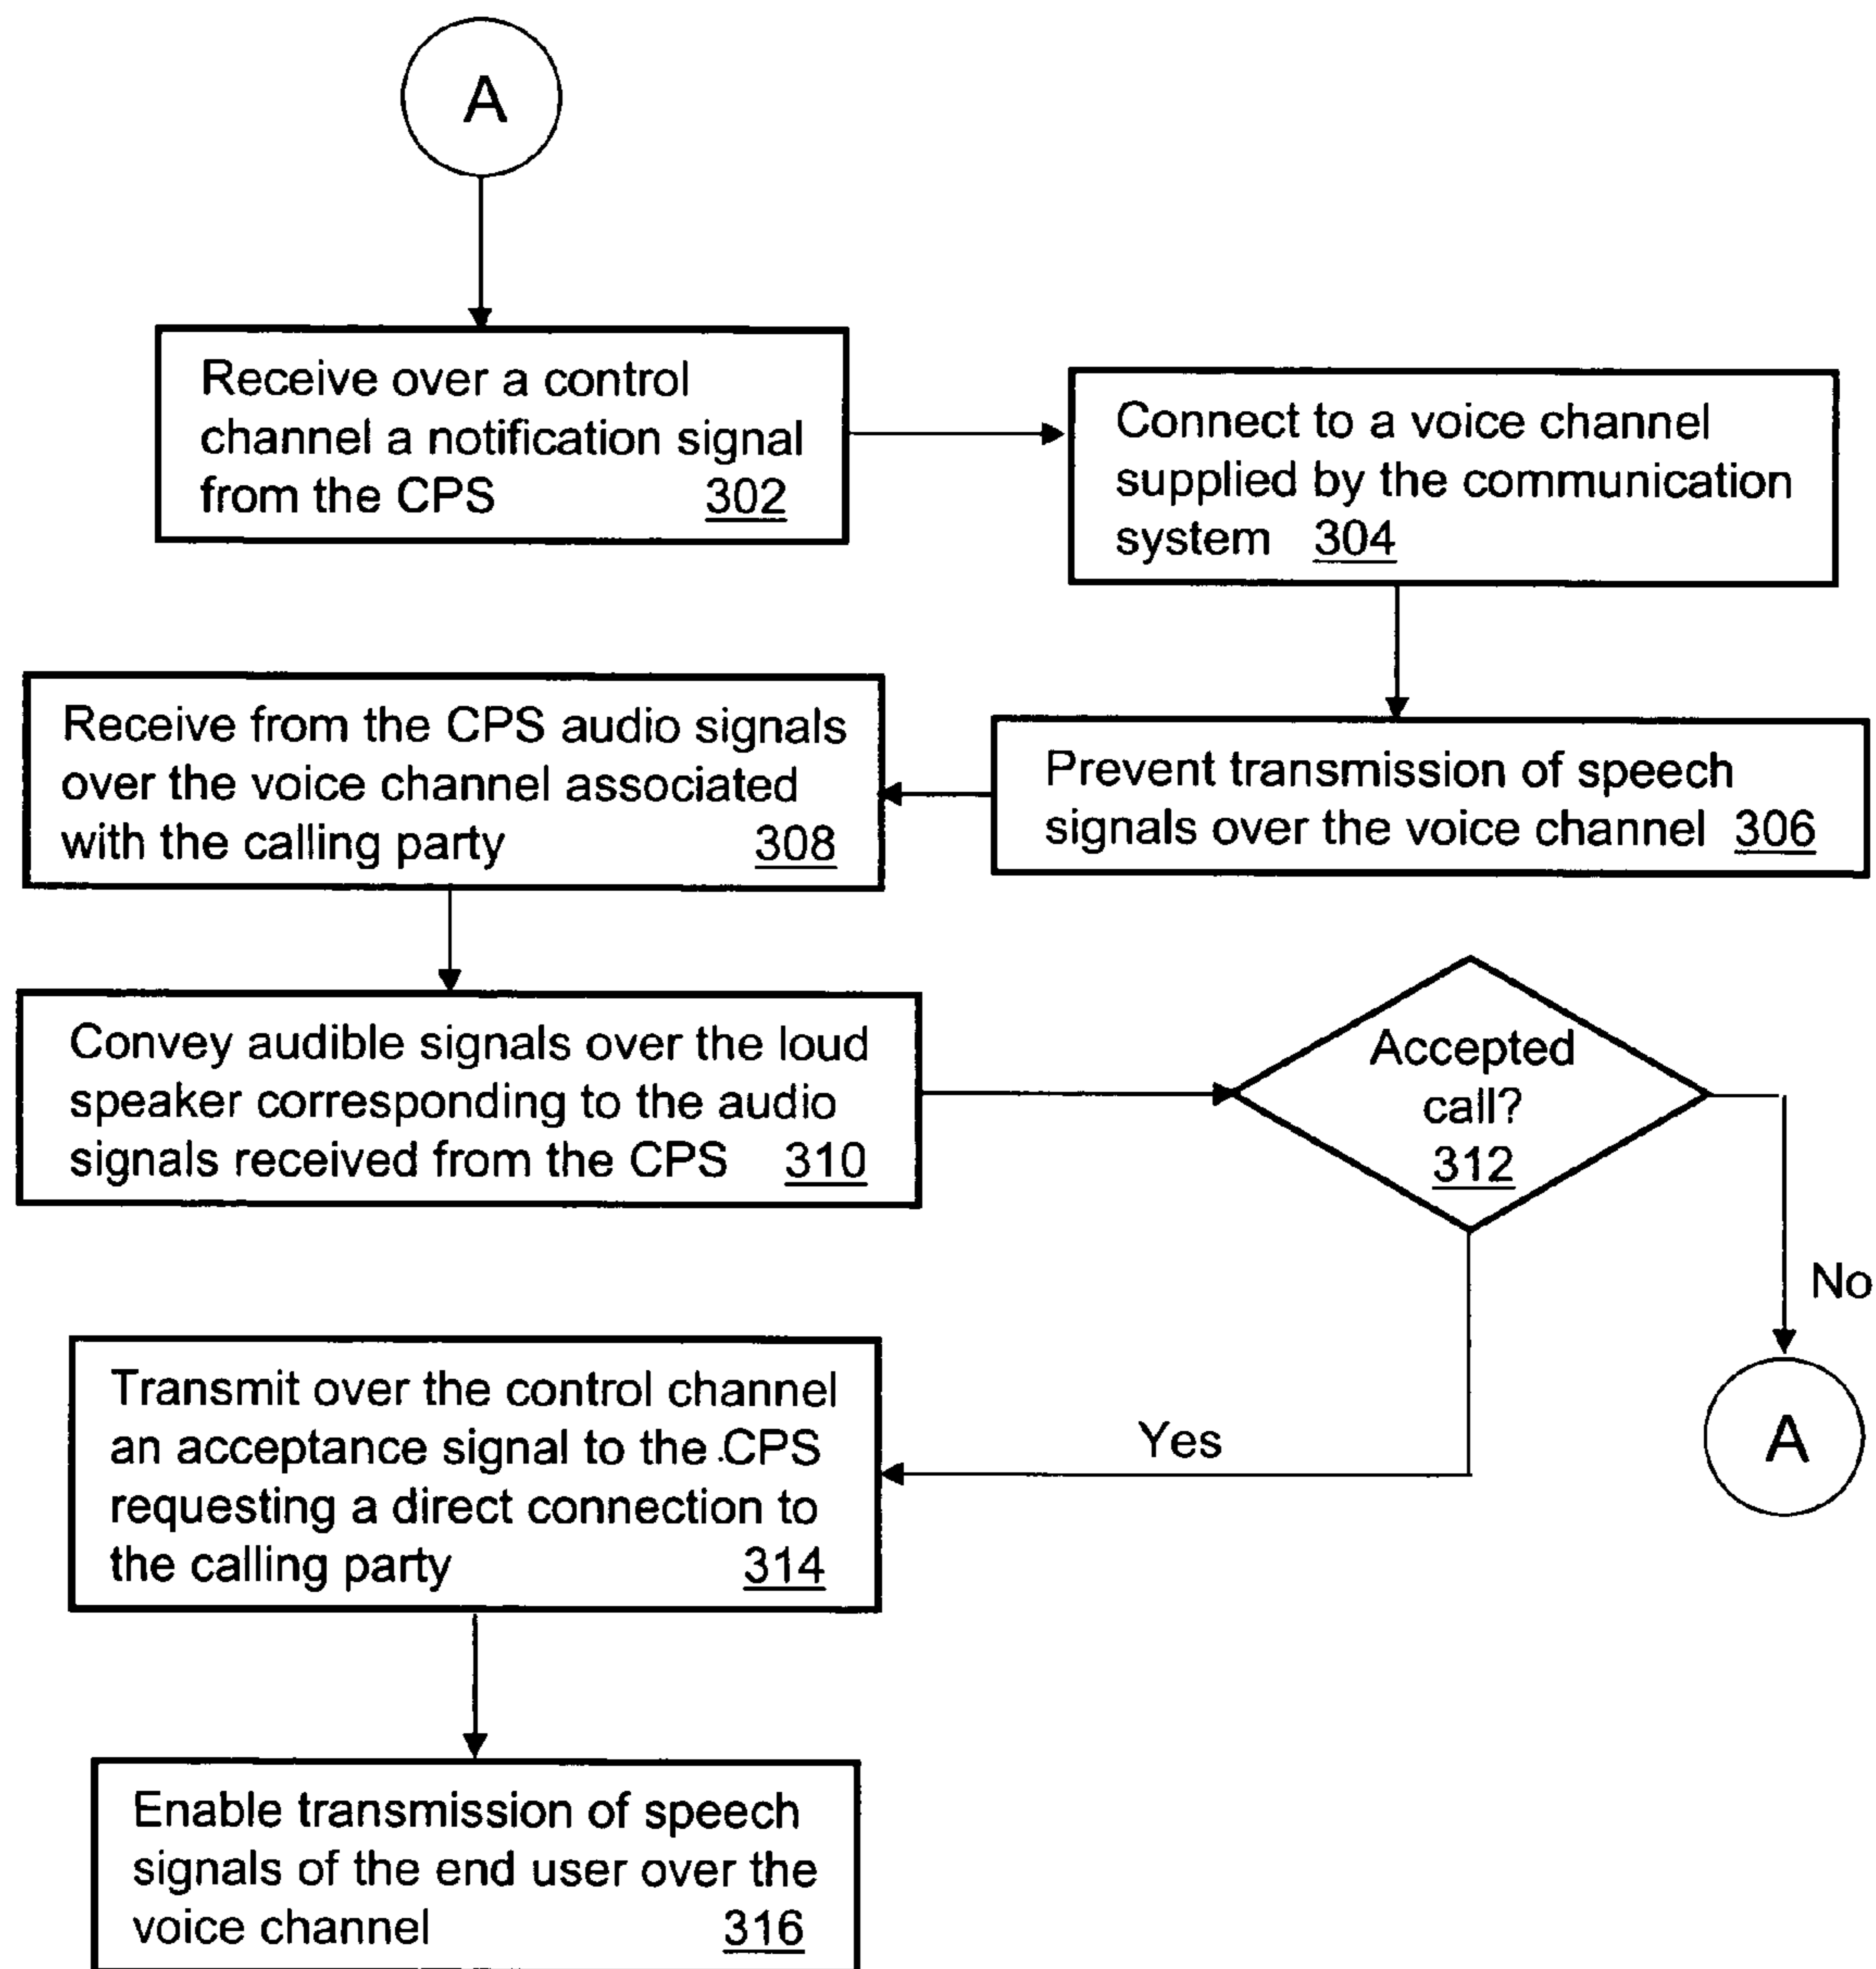 A
Receive over a control
channel a notification signal
from the CPS 302
Connect to a voice channel
supplied by the communication
system 304
Prevent transmission of speech
signals over the voice channel 306
Receive from the CPS audio signals
over the voice channel associated
with the calling party 308
Convey audible signals over the loud
speaker corresponding to the audio
signals received from the CPS 310
Accepted
call?
312
No
A
Yes
Transmit over the control channel
an acceptance signal to the CPS
requesting a direct connection to
the calling party 314
Enable transmission of speech
signals of the end user over the
voice channel 316